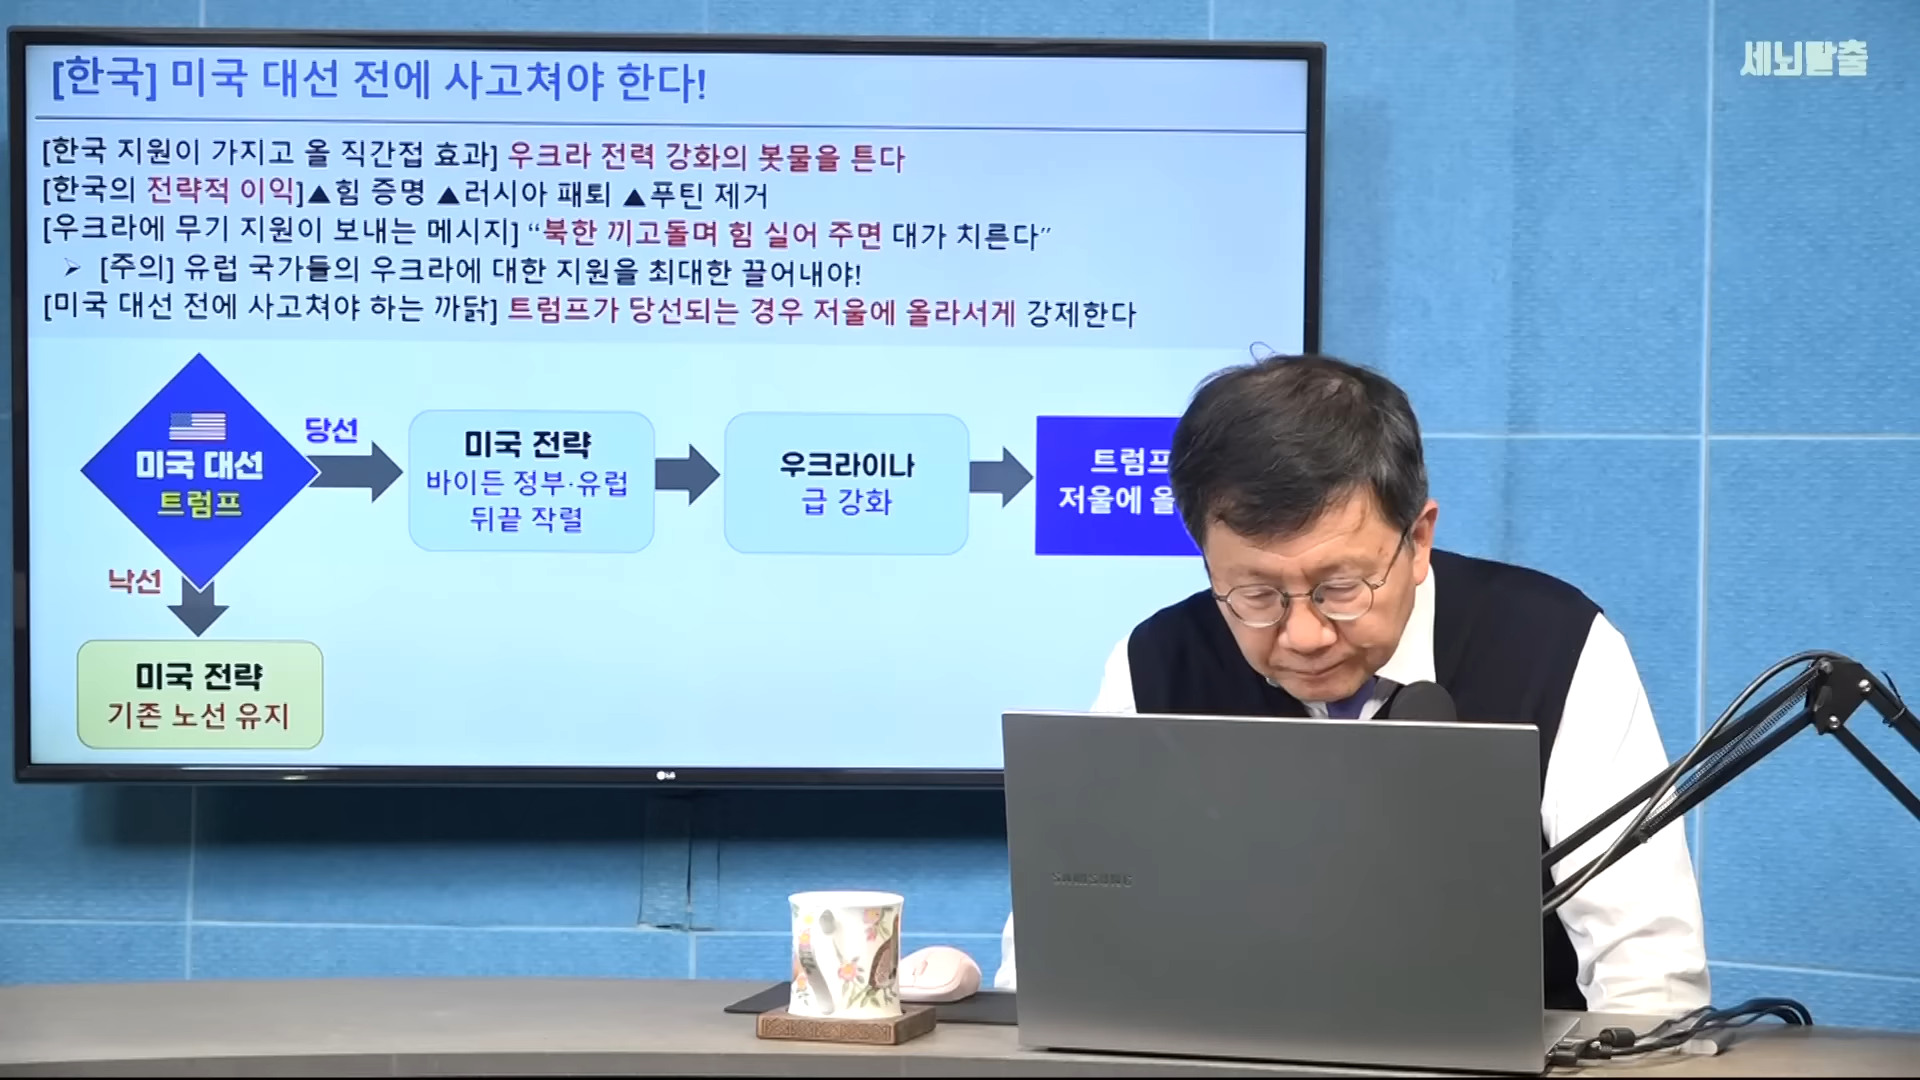 세뇌탈출
[한국] 미국 대선 전에 사고쳐야 한다!
[한국 지원이 가지고 올 직간접 효과] 우크라 전력 강화의 봇물을 튼다
[한국의 전략적 이익]▲힘 증명 ▲러시아 패퇴 ▲푸틴 제거
[우크라에 무기 지원이 보내는 메시지] “북한 끼고돌며 힘 실어 주면 대가 치른다”
➢ [주의] 유럽 국가들의 우크라에 대한 지원을 최대한 끌어내야!
[미국 대선 전에 사고쳐야 하는 까닭] 트럼프가 당선되는 경우 저울에 올라서게 강제한다
미국 대선
트럼프
당선
미국 전략
바이든 정부·유럽
뒤끝 작렬
우크라이나
급 강화
트럼프
저울에 올
낙선
미국 전략
기존 노선 유지
LG
SAMSUNG